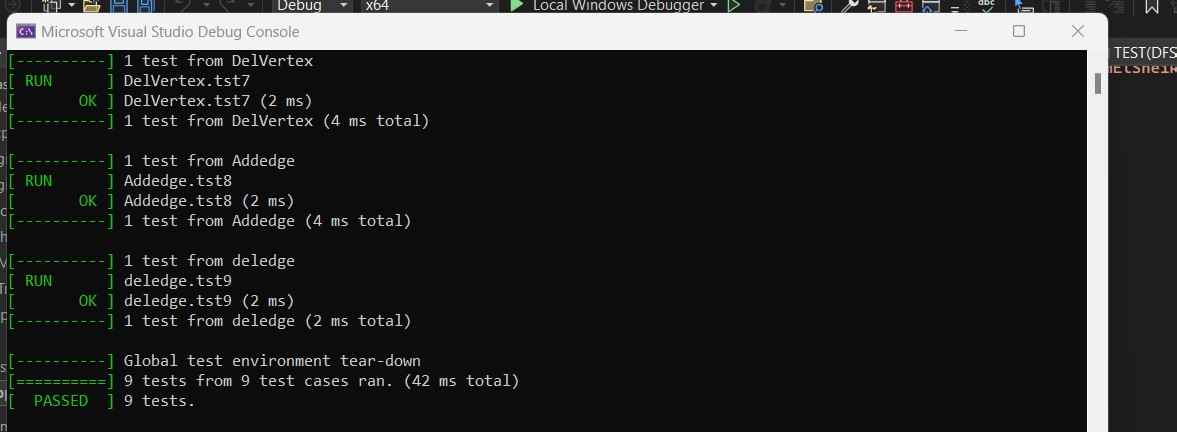 Debug x64 Local Windows Debugger
Microsoft Visual Studio Debug Console
TEST(DFS
[----------] 1 test from DelVertex
[ RUN      ] DelVertex.tst7
[       OK ] DelVertex.tst7 (2 ms)
[----------] 1 test from DelVertex (4 ms total)
[----------] 1 test from Addedge
[ RUN      ] Addedge.tst8
[       OK ] Addedge.tst8 (2 ms)
[----------] 1 test from Addedge (4 ms total)
[----------] 1 test from deledge
[ RUN      ] deledge.tst9
[       OK ] deledge.tst9 (2 ms)
[----------] 1 test from deledge (2 ms total)
[----------] Global test environment tear-down
[==========] 9 tests from 9 test cases ran. (42 ms total)
[  PASSED  ] 9 tests.